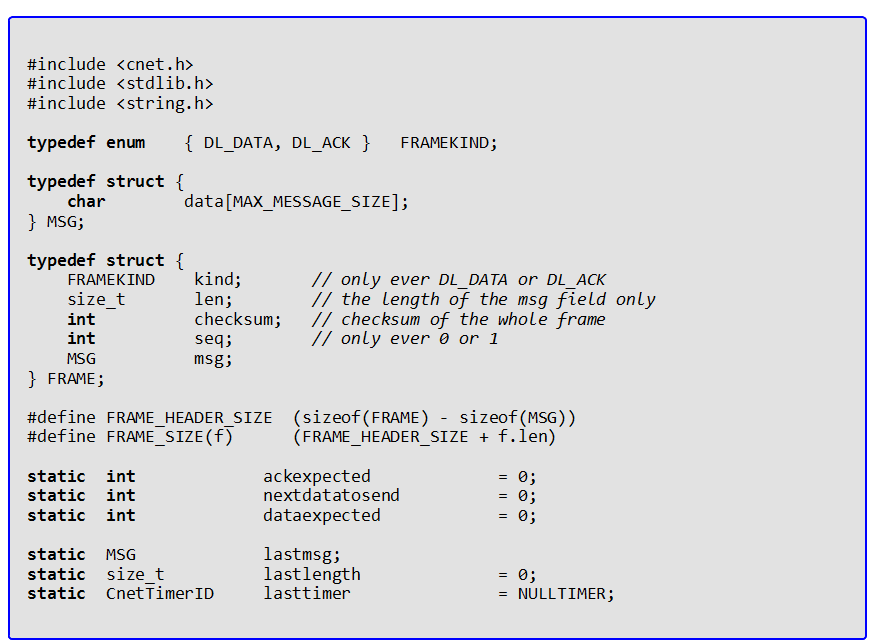 #include <cnet.h>
#include <stdlib.h>
#include <string.h>
typedef enum    { DL_DATA, DL_ACK }   FRAMEKIND;
typedef struct {
    char        data[MAX_MESSAGE_SIZE];
} MSG;
typedef struct {
    FRAMEKIND    kind;       // only ever DL_DATA or DL_ACK
    size_t       len;        // the length of the msg field only
    int          checksum;   // checksum of the whole frame
    int          seq;        // only ever 0 or 1
    MSG          msg;
} FRAME;
#define FRAME_HEADER_SIZE  (sizeof(FRAME) - sizeof(MSG))
#define FRAME_SIZE(f)      (FRAME_HEADER_SIZE + f.len)
static  int             ackexpected             = 0;
static  int             nextdatatosend          = 0;
static  int             dataexpected            = 0;
static  MSG             lastmsg;
static  size_t          lastlength              = 0;
static  CnetTimerID     lasttimer               = NULLTIMER;